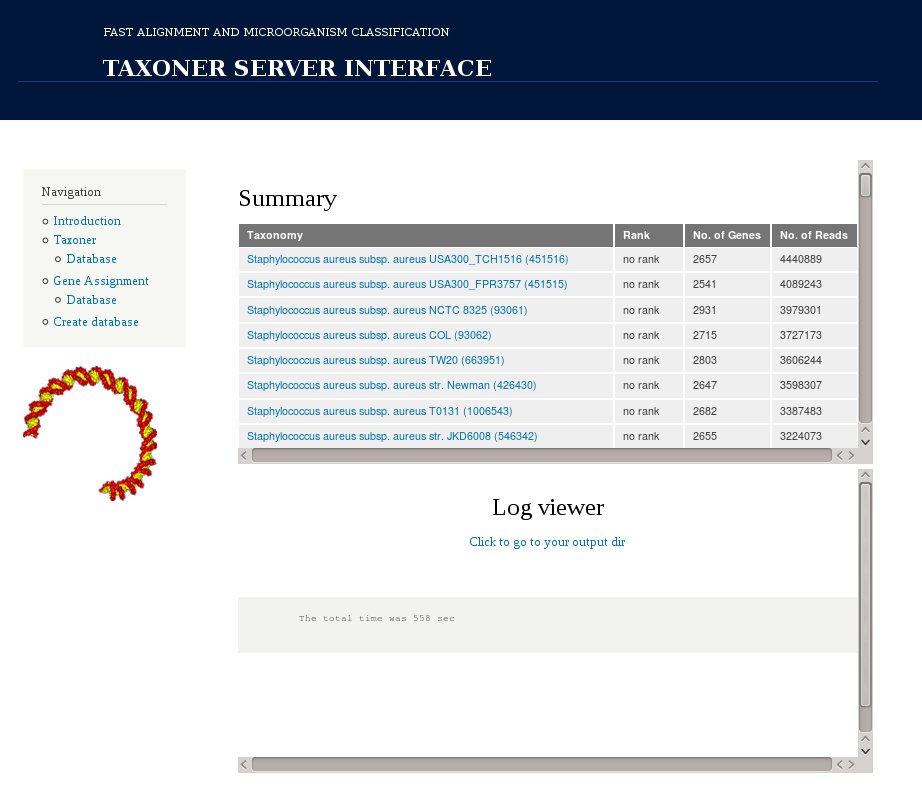 FAST ALIGNMENT AND MICROORGANISM CLASSIFICATION
TAXONER SERVER INTERFACE
Navigation
Introduction
Taxoner
Database
Gene Assignment
Database
Create database
Summary
Taxonomy Rank No. of Genes No. of Reads
Staphylococcus aureus subsp. aureus USA300_TCH1516 (451516) no rank 2657 4440889
Staphylococcus aureus subsp. aureus USA300_FPR3757 (451515) no rank 2541 4089243
Staphylococcus aureus subsp. aureus NCTC 8325 (93061) no rank 2931 3979301
Staphylococcus aureus subsp. aureus COL (93062) no rank 2715 3727173
Staphylococcus aureus subsp. aureus TW20 (663951) no rank 2803 3606244
Staphylococcus aureus subsp. aureus str. Newman (426430) no rank 2647 3598307
Staphylococcus aureus subsp. aureus T0131 (1006543) no rank 2682 3387483
Staphylococcus aureus subsp. aureus str. JKD6008 (546342) no rank 2655 3224073
Log viewer
Click to go to your output dir
The total time was 558 sec